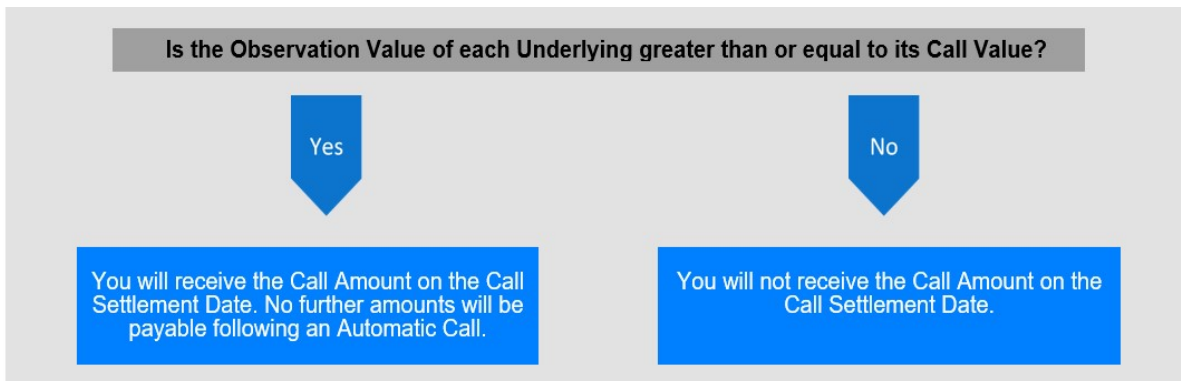 Is the Observation Value of each Underlying greater than or equal to its Call Value?
Yes
No
You will receive the Call Amount on the Call
Settlement Date. No further amounts will be
payable following an Automatic Call.
You will not receive the Call Amount on the
Call Settlement Date.